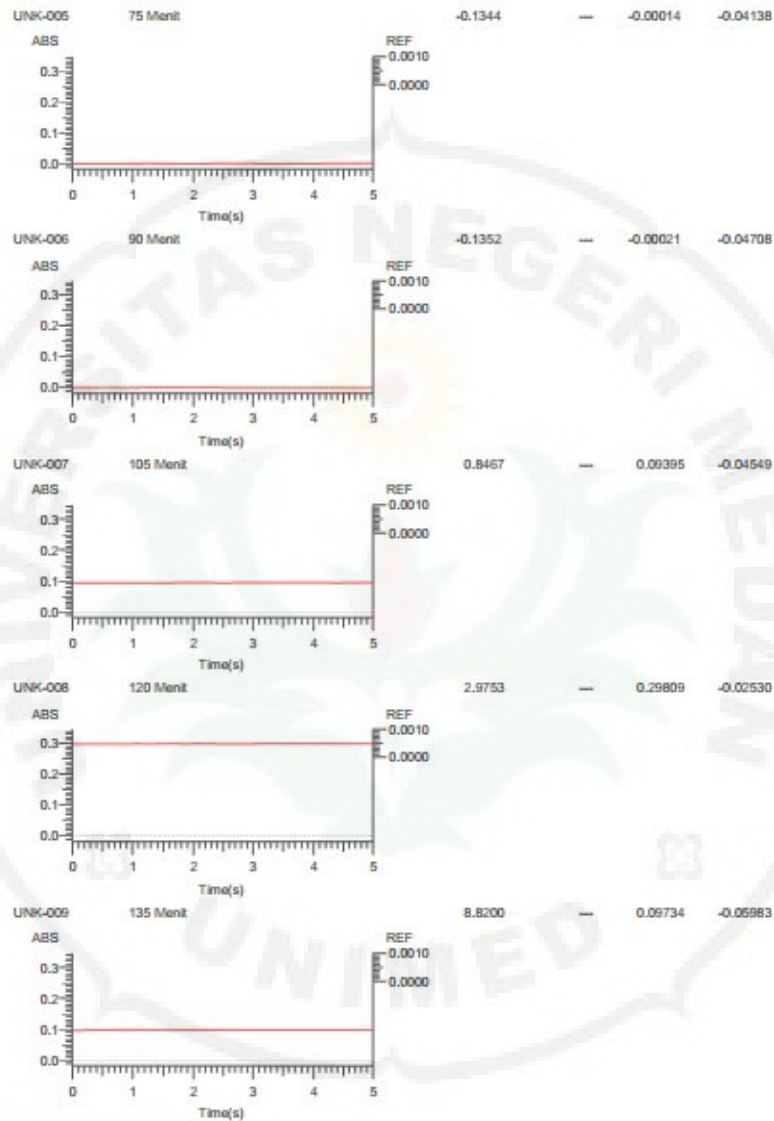 UNK-005 75 Menit -0.1344 --- -0.00014 -0.04138
ABS REF
0.0010
0.3
0.0000
0.2
0.1
0.0
0 1 2 3 4 5
Time(s)
UNK-006 90 Menit -0.1352 --- -0.00021 -0.04708
ABS REF
0.0010
0.3
0.0000
0.2
0.1
0.0
0 1 2 3 4 5
Time(s)
UNK-007 105 Menit 0.8467 --- 0.09395 -0.04549
ABS REF
0.0010
0.3
0.0000
0.2
0.1
0.0
0 1 2 3 4 5
Time(s)
UNK-008 120 Menit 2.9753 --- 0.29809 -0.02530
ABS REF
0.0010
0.3
0.0000
0.2
0.1
0.0
0 1 2 3 4 5
Time(s)
UNK-009 135 Menit 8.8200 --- 0.09734 -0.05983
ABS REF
0.0010
0.3
0.0000
0.2
0.1
0.0
0 1 2 3 4 5
Time(s)
UNIVERSITAS NEGERI MEDAN
UNIMED